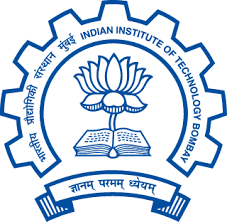 भारतीय प्रौद्योगिकी संस्थान मुंबई
INDIAN INSTITUTE OF TECHNOLOGY BOMBAY
ज्ञानम् परमम् ध्येयम्